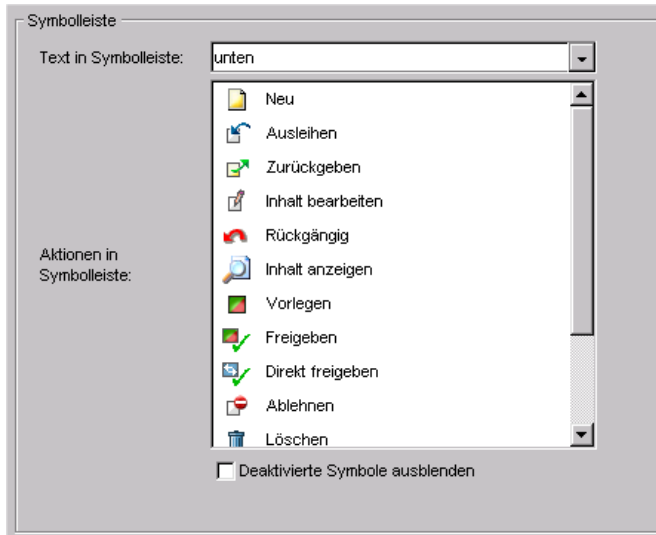 Symbolleiste
Text in Symbolleiste: unten
Neu
Ausleihen
Zurückgeben
Inhalt bearbeiten
Rückgängig
Aktionen in
Symbolleiste:
Inhalt anzeigen
Vorlegen
Freigeben
Direkt freigeben
Ablehnen
Löschen
Deaktivierte Symbole ausblenden